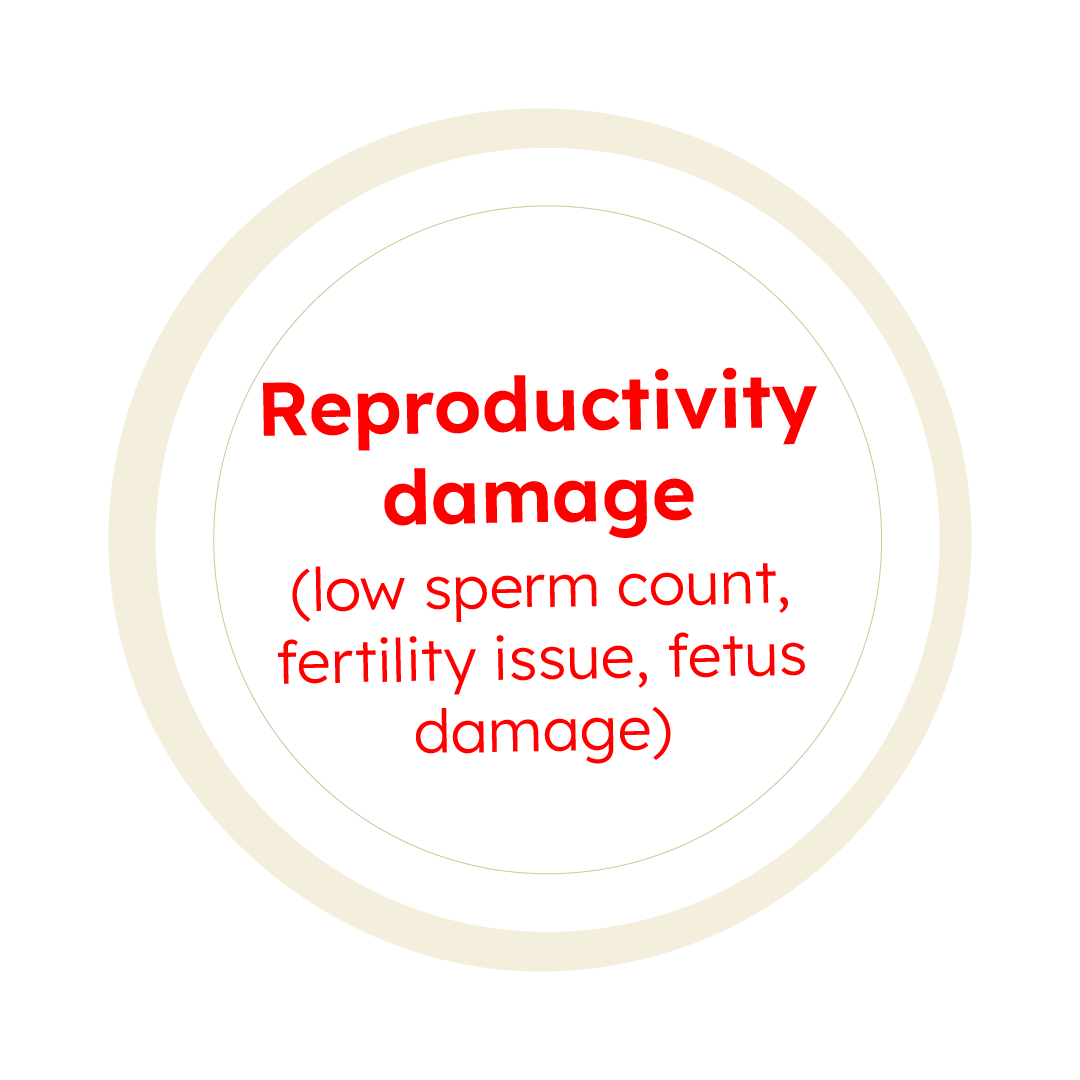 Reproductivity
damage
(low sperm count,
fertility issue, fetus
damage)